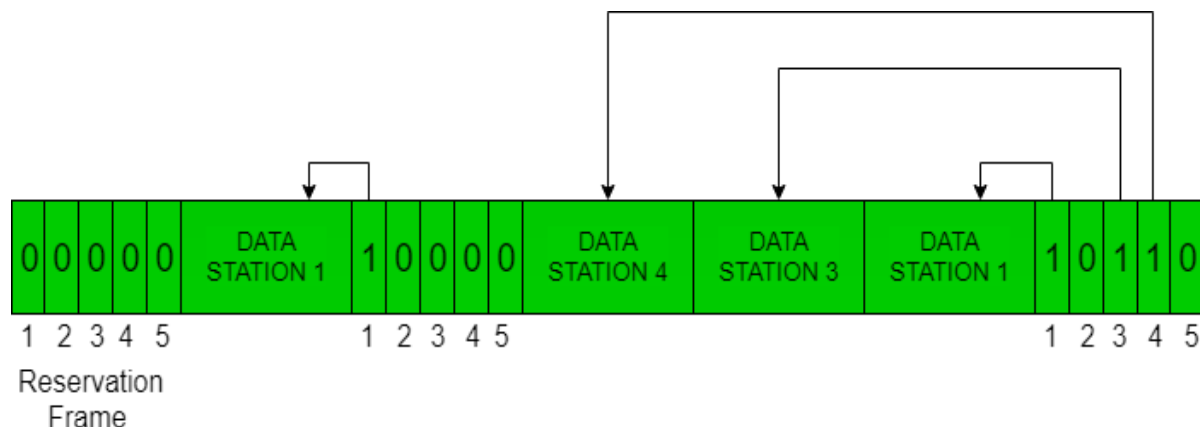 0 0 0 0 0 DATA STATION 1 1 0 0 0 0 DATA STATION 4 DATA STATION 3 DATA STATION 1 1 0 1 1 0
1 2 3 4 5 1 2 3 4 5 1 2 3 4 5
Reservation
Frame